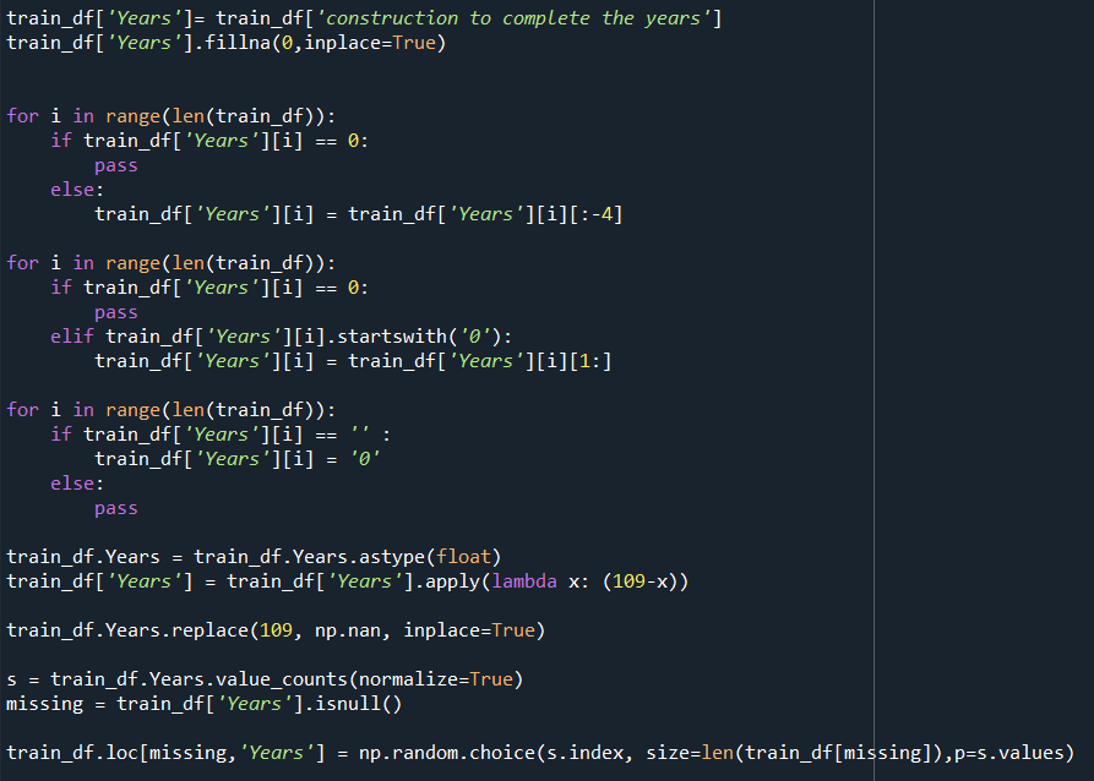 train_df['Years']= train_df['construction to complete the years']
train_df['Years'].fillna(0,inplace=True)
for i in range(len(train_df)):
    if train_df['Years'][i] == 0:
        pass
    else:
        train_df['Years'][i] = train_df['Years'][i][:-4]
for i in range(len(train_df)):
    if train_df['Years'][i] == 0:
        pass
    elif train_df['Years'][i].startswith('0'):
        train_df['Years'][i] = train_df['Years'][i][1:]
for i in range(len(train_df)):
    if train_df['Years'][i] == '' :
        train_df['Years'][i] = '0'
    else:
        pass
train_df.Years = train_df.Years.astype(float)
train_df['Years'] = train_df['Years'].apply(lambda x: (109-x))
train_df.Years.replace(109, np.nan, inplace=True)
s = train_df.Years.value_counts(normalize=True)
missing = train_df['Years'].isnull()
train_df.loc[missing,'Years'] = np.random.choice(s.index, size=len(train_df[missing]),p=s.values)